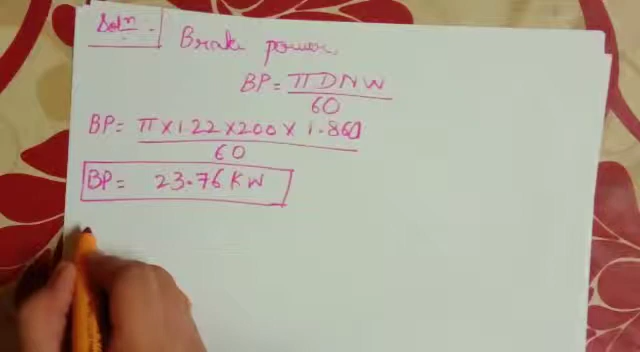 Soln :-
Brake power
BP = πDNW
60
BP = π×1.22×200×1.860
60
BP = 23.76 KW